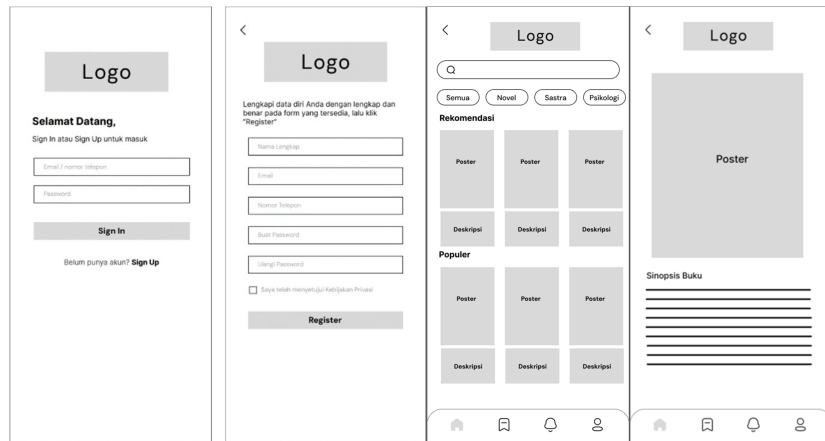 Logo
Selamat Datang,
Sign In atau Sign Up untuk masuk
Email / nomor telepon
Password
Sign In
Belum punya akun? Sign Up
Logo
Lengkapi data diri Anda dengan lengkap dan
benar pada form yang tersedia, lalu klik
"Register"
Nama Lengkap
Email
Nomor Telepon
Buat Password
Ulangi Password
Saya telah menyetujui Kebijakan Privasi
Register
Logo
Semua Novel Sastra Psikologi
Rekomendasi
Poster Poster Poster
Deskripsi Deskripsi Deskripsi
Populer
Poster Poster Poster
Deskripsi Deskripsi Deskripsi
Logo
Poster
Sinopsis Buku